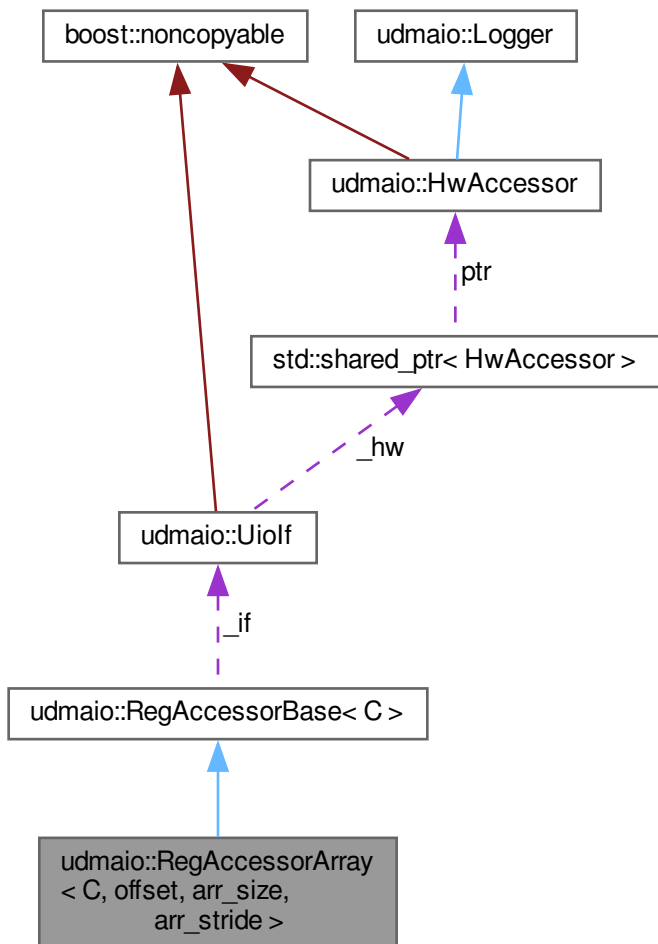 boost::noncopyable
udmaio::Logger
udmaio::HwAccessor
ptr
std::shared_ptr< HwAccessor >
_hw
udmaio::UioIf
_if
udmaio::RegAccessorBase< C >
udmaio::RegAccessorArray
< C, offset, arr_size,
arr_stride >